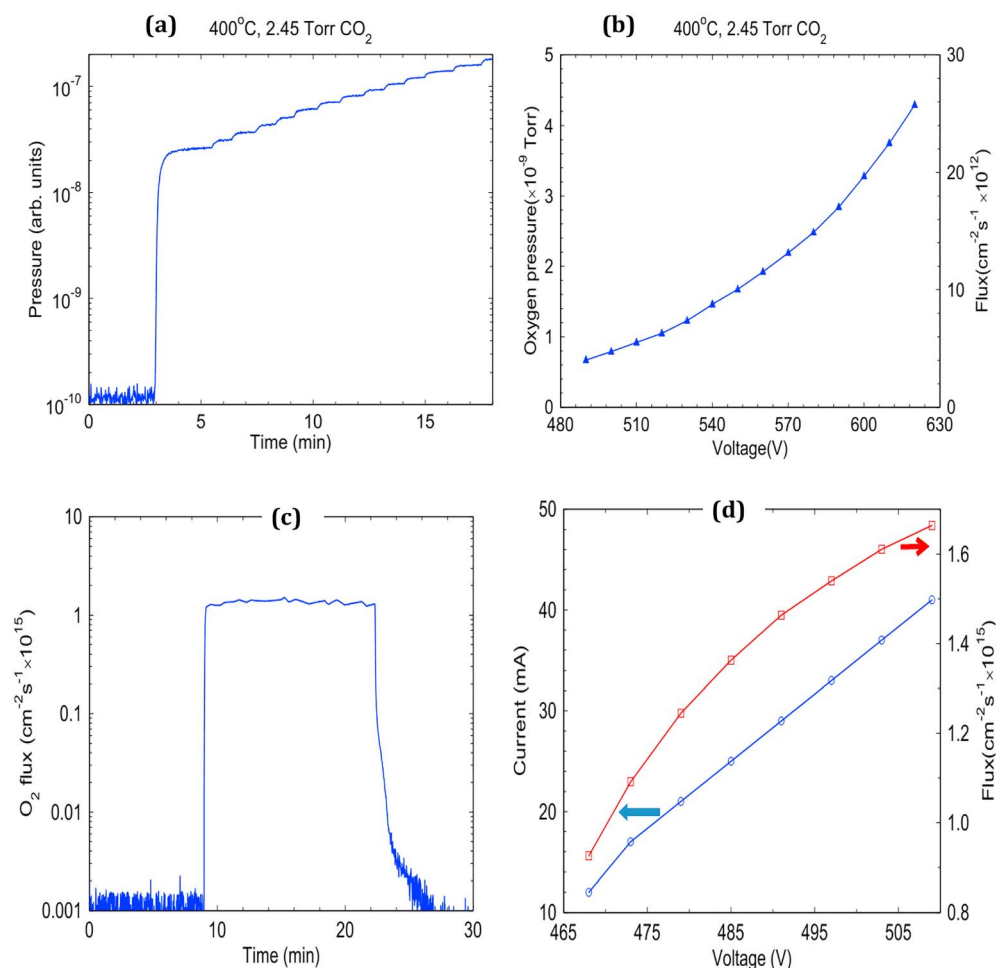 (a)
400°C, 2.45 Torr CO₂
Pressure (arb. units)
10⁻⁷
10⁻⁸
10⁻⁹
10⁻¹⁰
0 5 10 15
Time (min)
(b)
400°C, 2.45 Torr CO₂
Oxygen pressure(×10⁻⁹ Torr)
5
4
3
2
1
0
480 510 540 570 600 630
Voltage(V)
30
20
10
0
Flux(cm⁻²s⁻¹ ×10¹²)
(c)
O₂ flux (cm⁻²s⁻¹×10¹⁵)
10
1
0.1
0.01
0.001
0 10 20 30
Time (min)
(d)
Current (mA)
50
40
30
20
10
465 475 485 495 505
Voltage (V)
1.6
1.4
1.2
1.0
0.8
Flux(cm⁻²s⁻¹×10¹⁵)